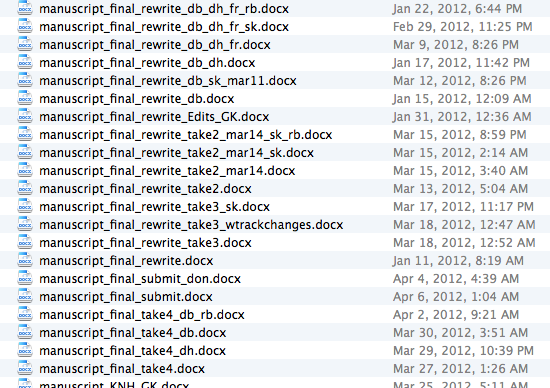 manuscript_final_rewrite_db_dh_fr_rb.docx Jan 22, 2012, 6:44 PM
manuscript_final_rewrite_db_dh_fr_sk.docx Feb 29, 2012, 11:25 PM
manuscript_final_rewrite_db_dh_fr.docx Mar 9, 2012, 8:26 PM
manuscript_final_rewrite_db_dh.docx Jan 17, 2012, 11:42 PM
manuscript_final_rewrite_db_sk_mar11.docx Mar 12, 2012, 8:26 PM
manuscript_final_rewrite_db.docx Jan 15, 2012, 12:09 AM
manuscript_final_rewrite_Edits_GK.docx Jan 31, 2012, 12:36 AM
manuscript_final_rewrite_take2_mar14_sk_rb.docx Mar 15, 2012, 8:59 PM
manuscript_final_rewrite_take2_mar14_sk.docx Mar 15, 2012, 2:14 AM
manuscript_final_rewrite_take2_mar14.docx Mar 15, 2012, 3:40 AM
manuscript_final_rewrite_take2.docx Mar 13, 2012, 5:04 AM
manuscript_final_rewrite_take3_sk.docx Mar 17, 2012, 11:17 PM
manuscript_final_rewrite_take3_wtrackchanges.docx Mar 18, 2012, 12:47 AM
manuscript_final_rewrite_take3.docx Mar 18, 2012, 12:52 AM
manuscript_final_rewrite.docx Jan 11, 2012, 8:19 AM
manuscript_final_submit_don.docx Apr 4, 2012, 4:39 AM
manuscript_final_submit.docx Apr 6, 2012, 1:04 AM
manuscript_final_take4_db_rb.docx Apr 2, 2012, 9:21 AM
manuscript_final_take4_db.docx Mar 30, 2012, 3:51 AM
manuscript_final_take4_dh.docx Mar 29, 2012, 10:39 PM
manuscript_final_take4.docx Mar 27, 2012, 1:26 AM
manuscript_KNH_GK.docx Mar 25, 2012, 5:11 AM